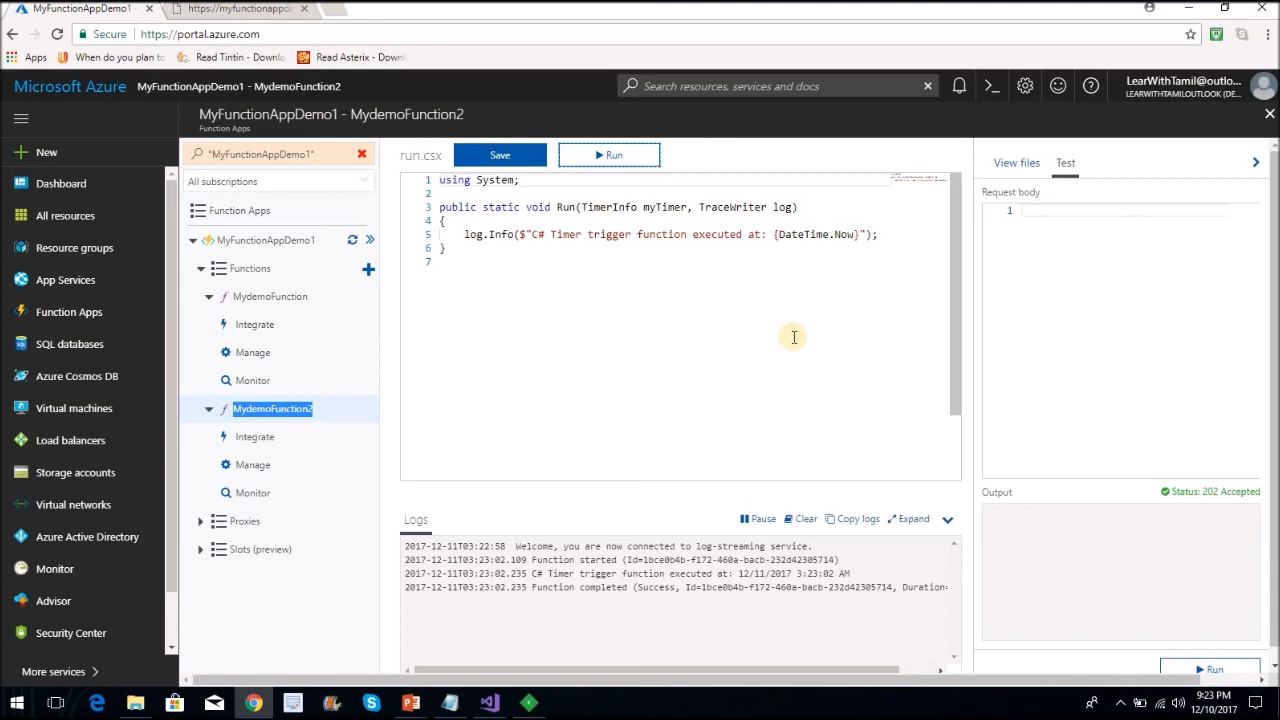 MyFunctionAppDemo1 -
https://myfunctionappde
Secure
https://portal.azure.com
Apps
When do you plan to
Read Tintin - Downlo
Read Asterix - Downlo
Microsoft Azure
MyFunctionAppDemo1 - MydemoFunction2
Search resources, services and docs
LearWithTamil@outlo...
LEARWITHTAMILOUTLOOK (DE...
MyFunctionAppDemo1 - MydemoFunction2
Function Apps
New
Dashboard
All resources
Resource groups
App Services
Function Apps
SQL databases
Azure Cosmos DB
Virtual machines
Load balancers
Storage accounts
Virtual networks
Azure Active Directory
Monitor
Advisor
Security Center
More services
"MyFunctionAppDemo1"
All subscriptions
Function Apps
MyFunctionAppDemo1
Functions
MydemoFunction
Integrate
Manage
Monitor
MydemoFunction2
Integrate
Manage
Monitor
Proxies
Slots (preview)
run.csx
Save
Run
1 using System;
2
3 public static void Run(TimerInfo myTimer, TraceWriter log)
4 {
5 log.Info($"C# Timer trigger function executed at: {DateTime.Now}");
6 }
7
Logs
Pause
Clear
Copy logs
Expand
2017-12-11T03:22:58 Welcome, you are now connected to log-streaming service.
2017-12-11T03:23:02.109 Function started (Id=1bce0b4b-f172-460a-bacb-232d42305714)
2017-12-11T03:23:02.235 C# Timer trigger function executed at: 12/11/2017 3:23:02 AM
2017-12-11T03:23:02.235 Function completed (Success, Id=1bce0b4b-f172-460a-bacb-232d42305714, Duration=
View files
Test
Request body
1
Output
Status: 202 Accepted
Run
9:23 PM
12/10/2017